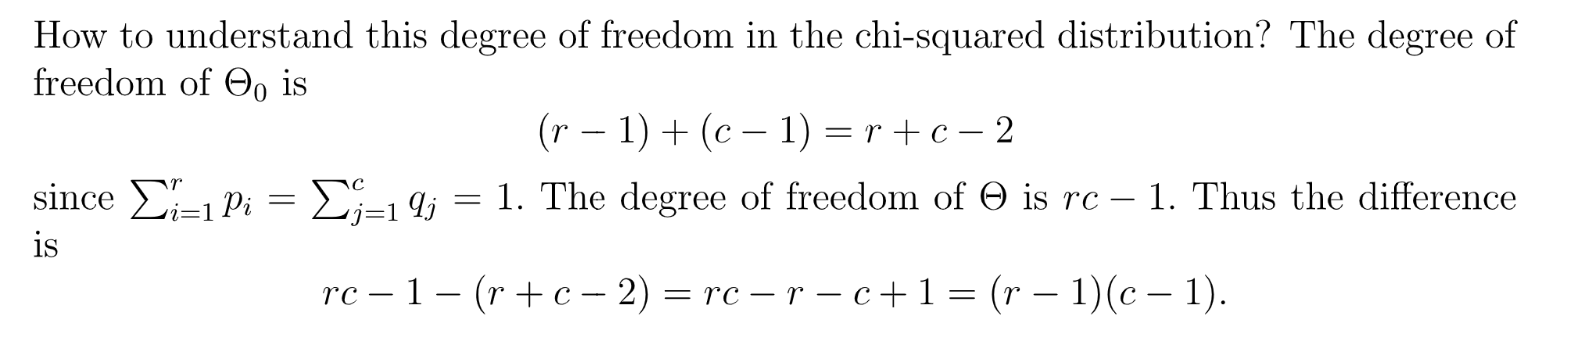 How to understand this degree of freedom in the chi-squared distribution? The degree of
freedom of Θ₀ is
(r − 1) + (c − 1) = r + c − 2
since ∑ᵢ₌₁ʳ pᵢ = ∑ⱼ₌₁ᶜ qⱼ = 1. The degree of freedom of Θ is rc − 1. Thus the difference
is
rc − 1 − (r + c − 2) = rc − r − c + 1 = (r − 1)(c − 1).